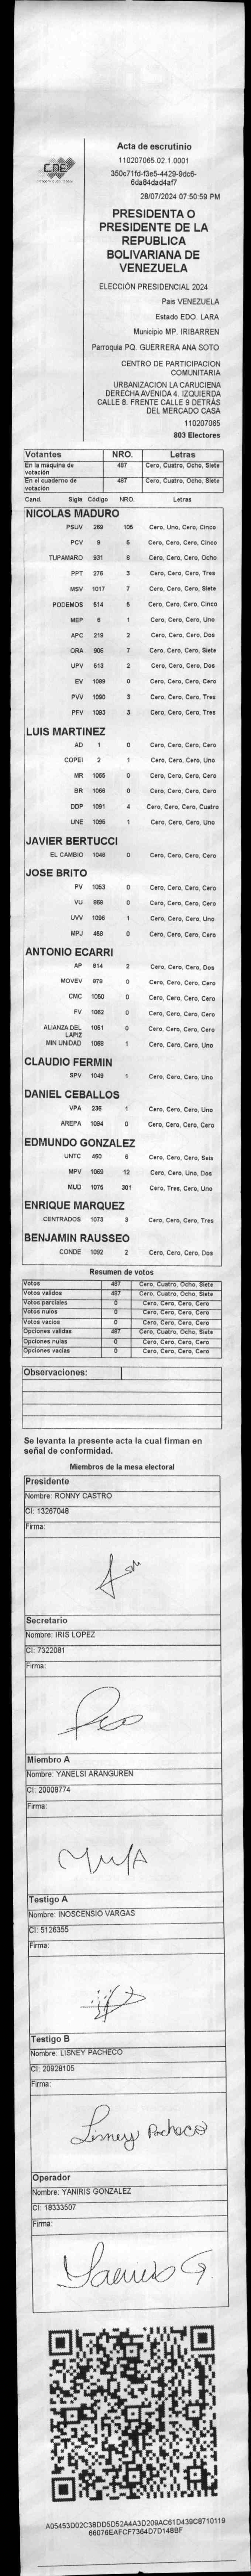 CNE
Acta de escrutinio
110207065.02.1.0001
350c71fd-f3e5-4429-9dc6-
6da84dad4af7
28/07/2024 07:50:59 PM
PRESIDENTA O
PRESIDENTE DE LA
REPUBLICA
BOLIVARIANA DE
VENEZUELA
ELECCIÓN PRESIDENCIAL 2024
Pais VENEZUELA
Estado EDO. LARA
Municipio MP. IRIBARREN
Parroquia PQ. GUERRERA ANA SOTO
CENTRO DE PARTICIPACION
COMUNITARIA
URBANIZACION LA CARUCIENA
DERECHA AVENIDA 4. IZQUIERDA
CALLE 8. FRENTE CALLE 9 DETRÁS
DEL MERCADO CASA
110207065
803 Electores
Votantes NRO. Letras
En la máquina de votación 487 Cero, Cuatro, Ocho, Siete
En el cuaderno de votación 487 Cero, Cuatro, Ocho, Siete
Cand. Sigla Código NRO. Letras
NICOLAS MADURO
PSUV 269 105 Cero, Uno, Cero, Cinco
PCV 9 5 Cero, Cero, Cero, Cinco
TUPAMARO 931 8 Cero, Cero, Cero, Ocho
PPT 276 3 Cero, Cero, Cero, Tres
MSV 1017 7 Cero, Cero, Cero, Siete
PODEMOS 514 5 Cero, Cero, Cero, Cinco
MEP 6 1 Cero, Cero, Cero, Uno
APC 219 2 Cero, Cero, Cero, Dos
ORA 906 7 Cero, Cero, Cero, Siete
UPV 513 2 Cero, Cero, Cero, Dos
EV 1099 0 Cero, Cero, Cero, Cero
PVV 1090 3 Cero, Cero, Cero, Tres
PFV 1093 3 Cero, Cero, Cero, Tres
LUIS MARTINEZ
AD 1 0 Cero, Cero, Cero, Cero
COPEI 2 1 Cero, Cero, Cero, Uno
MR 1065 0 Cero, Cero, Cero, Cero
BR 1066 0 Cero, Cero, Cero, Cero
DDP 1091 4 Cero, Cero, Cero, Cuatro
UNE 1095 1 Cero, Cero, Cero, Uno
JAVIER BERTUCCI
EL CAMBIO 1048 0 Cero, Cero, Cero, Cero
JOSE BRITO
PV 1053 0 Cero, Cero, Cero, Cero
VU 868 0 Cero, Cero, Cero, Cero
UVV 1096 1 Cero, Cero, Cero, Uno
MPJ 458 0 Cero, Cero, Cero, Cero
ANTONIO ECARRI
AP 814 2 Cero, Cero, Cero, Dos
MOVEV 879 0 Cero, Cero, Cero, Cero
CMC 1050 0 Cero, Cero, Cero, Cero
FV 1062 0 Cero, Cero, Cero, Cero
ALIANZA DEL LAPIZ 1051 0 Cero, Cero, Cero, Cero
MIN UNIDAD 1069 1 Cero, Cero, Cero, Uno
CLAUDIO FERMIN
SPV 1049 1 Cero, Cero, Cero, Uno
DANIEL CEBALLOS
VPA 236 1 Cero, Cero, Cero, Uno
AREPA 1094 0 Cero, Cero, Cero, Cero
EDMUNDO GONZALEZ
UNTC 460 6 Cero, Cero, Cero, Seis
MPV 1069 12 Cero, Cero, Uno, Dos
MUD 1075 301 Cero, Tres, Cero, Uno
ENRIQUE MARQUEZ
CENTRADOS 1073 3 Cero, Cero, Cero, Tres
BENJAMIN RAUSSEO
CONDE 1092 2 Cero, Cero, Cero, Dos
Resumen de votos
Votos 487 Cero, Cuatro, Ocho, Siete
Votos validos 487 Cero, Cuatro, Ocho, Siete
Votos parciales 0 Cero, Cero, Cero, Cero
Votos nulos 0 Cero, Cero, Cero, Cero
Votos vacios 0 Cero, Cero, Cero, Cero
Opciones validas 487 Cero, Cuatro, Ocho, Siete
Opciones nulas 0 Cero, Cero, Cero, Cero
Opciones vacias 0 Cero, Cero, Cero, Cero
Observaciones:
Se levanta la presente acta la cual firman en
señal de conformidad.
Miembros de la mesa electoral
Presidente
Nombre: RONNY CASTRO
CI: 13267048
Firma:
Secretario
Nombre: IRIS LOPEZ
CI: 7322081
Firma:
Miembro A
Nombre: YANELSI ARANGUREN
CI: 20008774
Firma:
Testigo A
Nombre: INOSCENSIO VARGAS
CI: 5126355
Firma:
Testigo B
Nombre: LISNEY PACHECO
CI: 20928105
Firma:
Lisney Pacheco
Operador
Nombre: YANIRIS GONZALEZ
CI: 18333507
Firma:
Yaniris G.
A05453D02C38DD5D52A4A3D209AC61D439C8710119
66076EAFCF7364D7D148BF